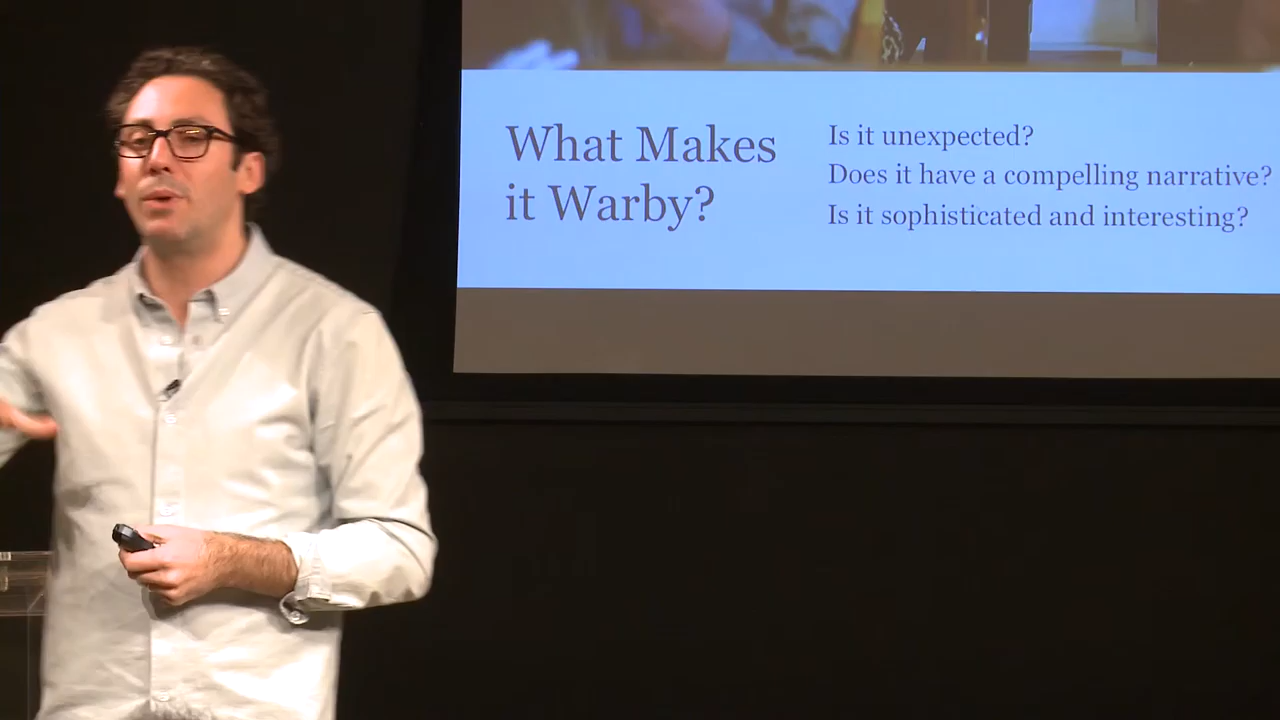 What Makes
it Warby?
Is it unexpected?
Does it have a compelling narrative?
Is it sophisticated and interesting?